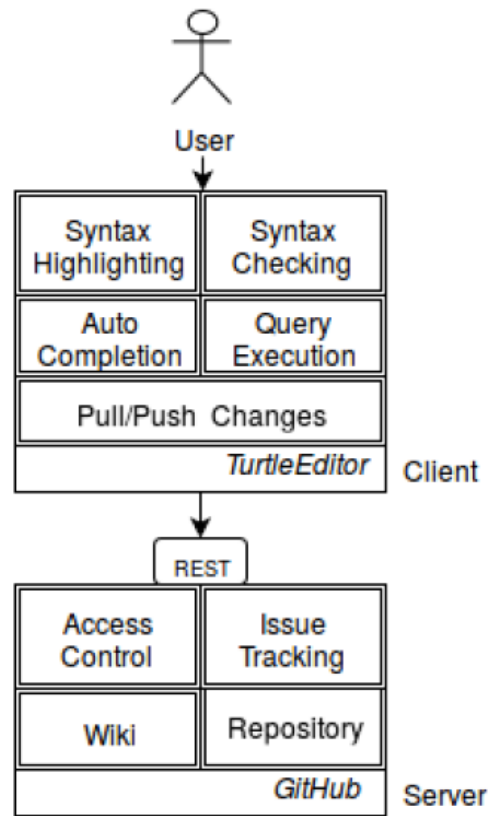 User
Syntax
Highlighting
Syntax
Checking
Auto
Completion
Query
Execution
Pull/Push Changes
TurtleEditor
Client
REST
Access
Control
Issue
Tracking
Wiki
Repository
GitHub
Server